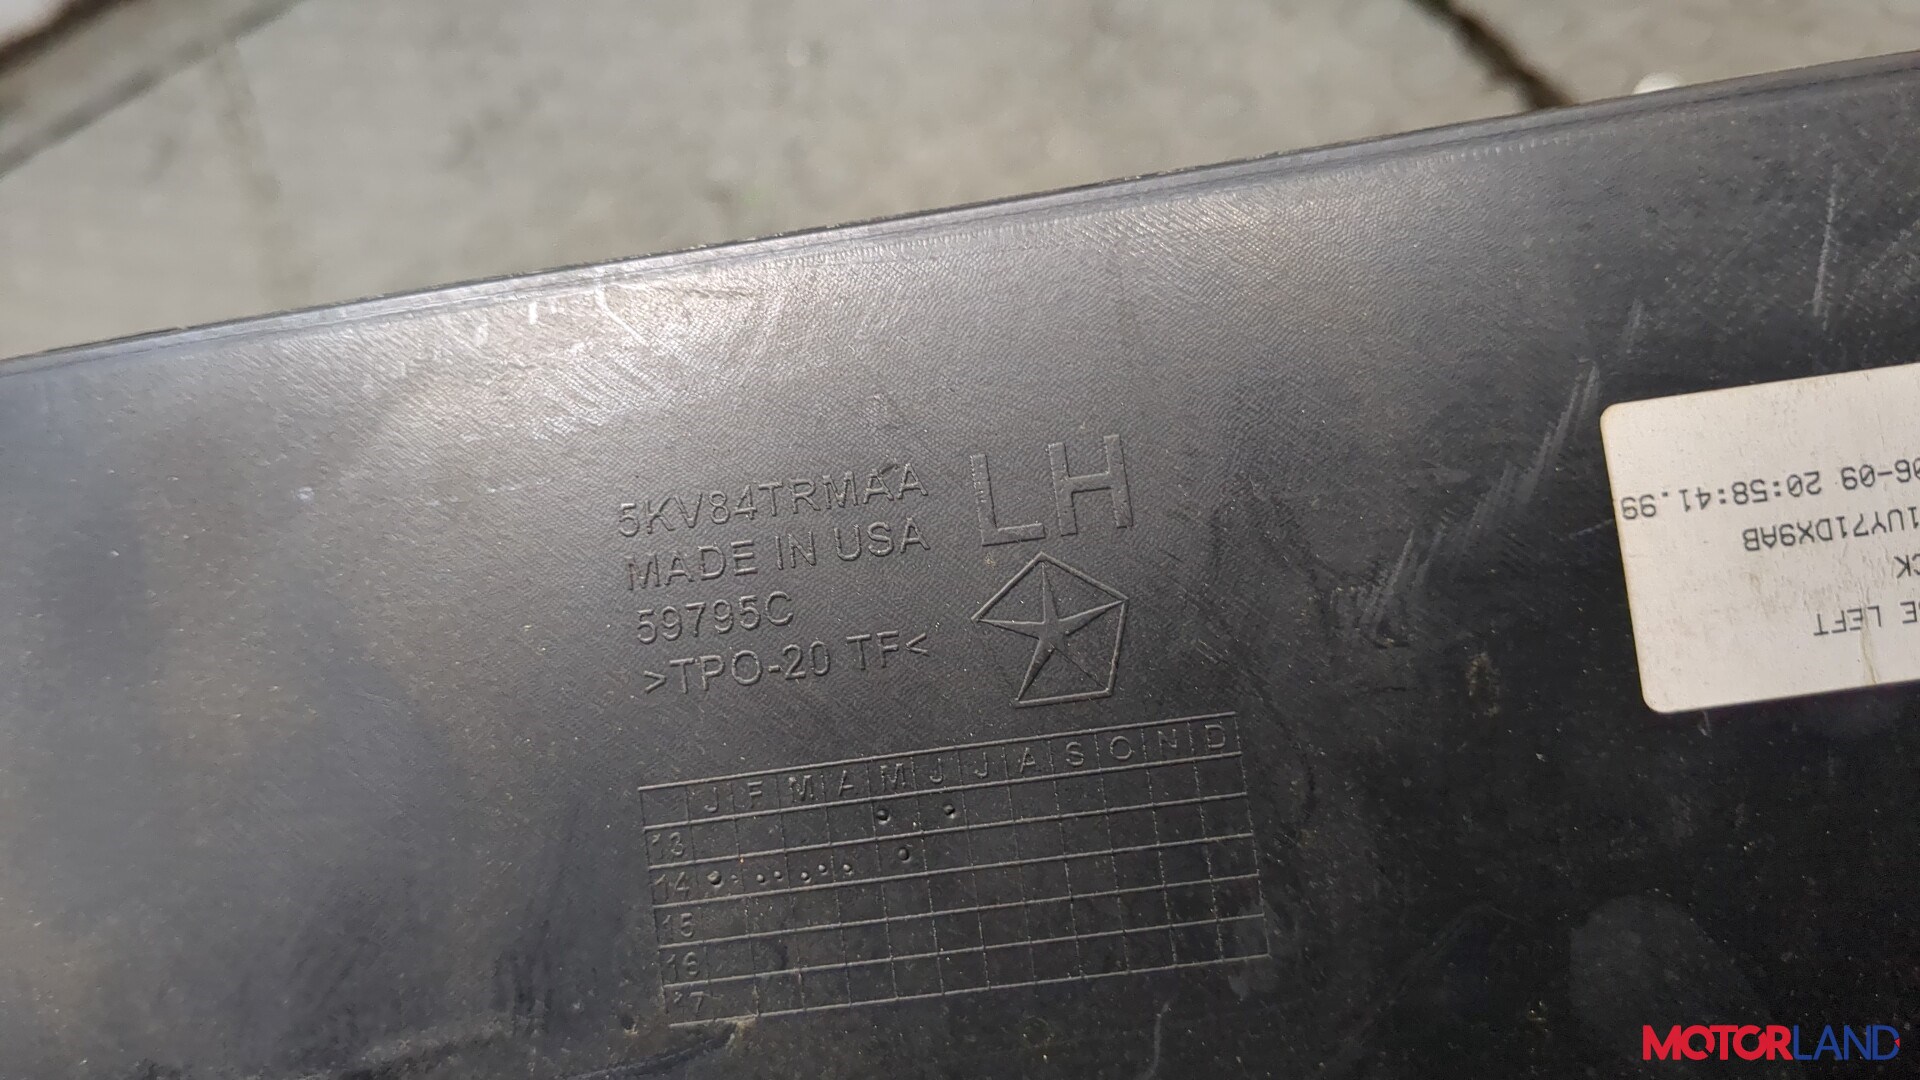 5KV84TRMAA
MADE IN USA
59795C
>TPO-20 TF<
LH
J F M A M J J A S O N D
13
14
15
16
17
E LEFT
CK
1UY71DX9AB
06-09 20:58:41.99
MOTORLAND